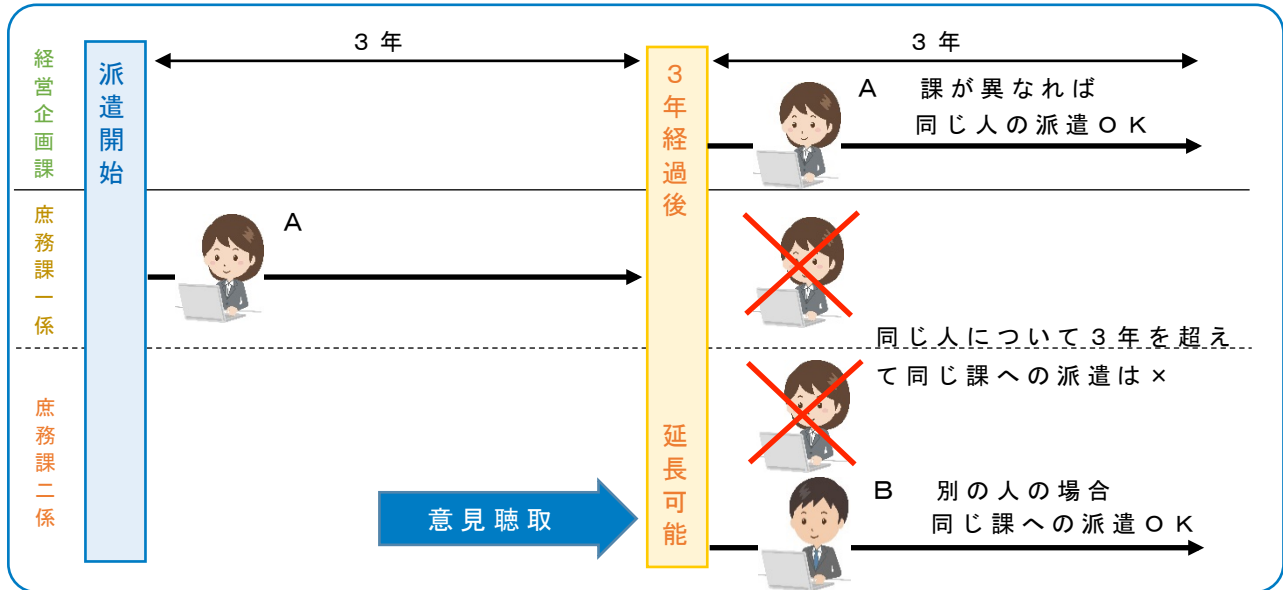 経営企画課
派遣開始
3年
3年経過後
3年
A 課が異なれば
同じ人の派遣OK
庶務課一係
A
同じ人について3年を超え
て同じ課への派遣は×
庶務課二係
意見聴取
延長可能
B 別の人の場合
同じ課への派遣OK